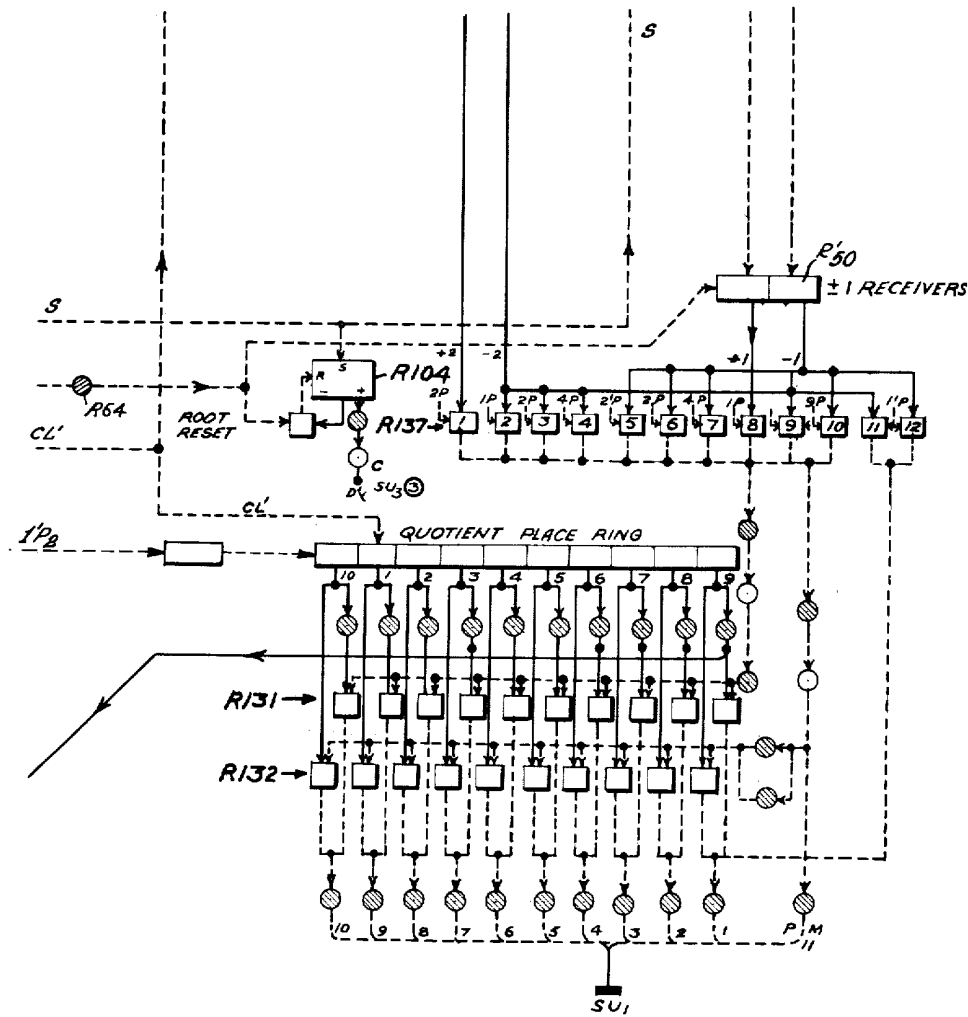 S
R'50
± 1 RECEIVERS
S
+2
-2
+1
-1
R
S
-
+
R104
R64
ROOT RESET
2P
1P
2P
4P
2'P
2P
4P
1P
9P
1'P
R137
1 2 3 4 5 6 7 8 9 10 11 12
CL'
C
D'γ SU3 ③
CL'
QUOTIENT PLACE RING
10 1 2 3 4 5 6 7 8 9
R131
R132
10 9 8 7 6 5 4 3 2 1 P M
11
SU1